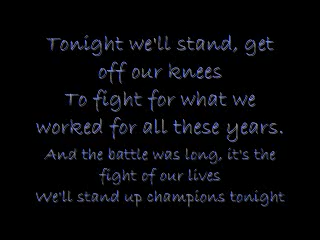 Tonight we'll stand, get
off our knees
To fight for what we
worked for all these years.
And the battle was long, it's the
fight of our lives
We'll stand up champions tonight